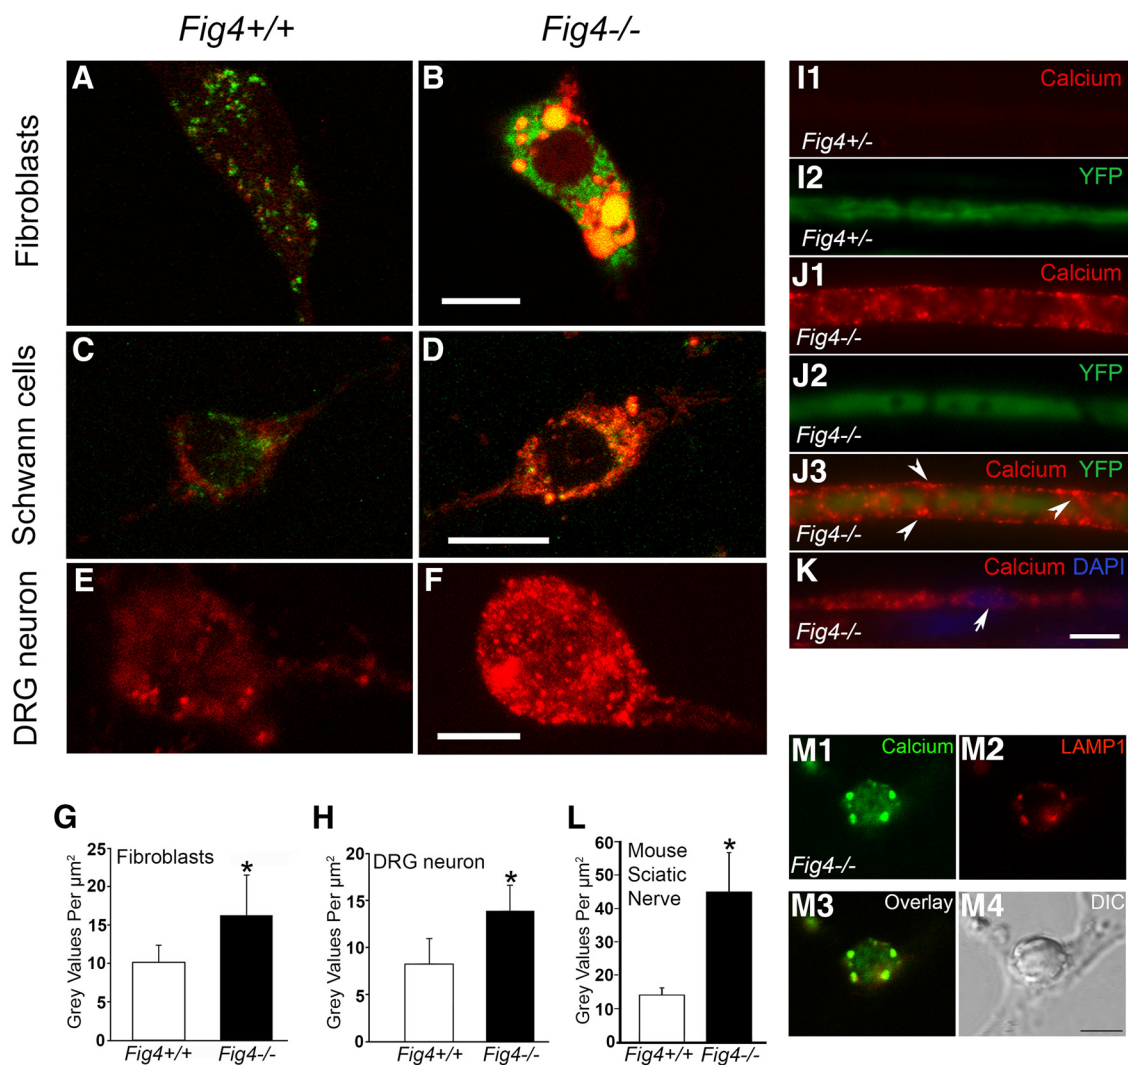 Fig4+/+
Fig4-/-
Fibroblasts
Schwann cells
DRG neuron
A
B
C
D
E
F
I1
Calcium
Fig4+/-
I2
YFP
Fig4+/-
J1
Calcium
Fig4-/-
J2
YFP
Fig4-/-
J3
Calcium YFP
Fig4-/-
K
Calcium DAPI
Fig4-/-
G
Fibroblasts
Grey Values Per µm²
25
20
15
10
5
0
*
Fig4+/+
Fig4-/-
H
DRG neuron
Grey Values Per µm²
20
15
10
5
0
*
Fig4+/+
Fig4-/-
L
Mouse
Sciatic
Nerve
Grey Values Per µm²
60
50
40
30
20
10
0
*
Fig4+/+
Fig4-/-
M1
Calcium
Fig4-/-
M2
LAMP1
M3
Overlay
M4
DIC